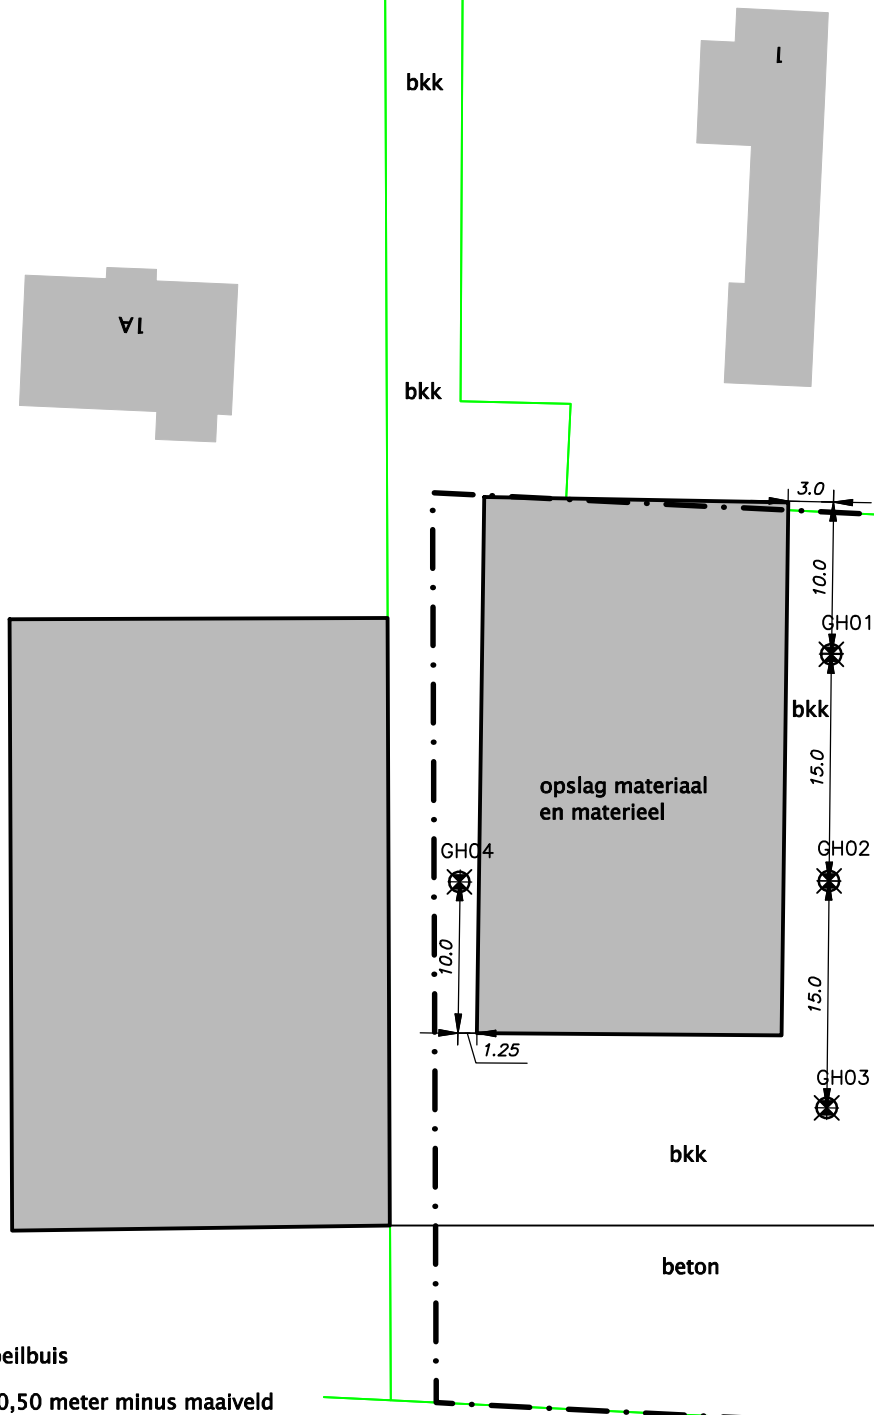 bkk
1
1A
bkk
3.0
10.0
GH01
bkk
15.0
opslag materiaal
en materieel
GH04
GH02
10.0
15.0
1.25
GH03
bkk
beton
eilbuis
0,50 meter minus maaiveld